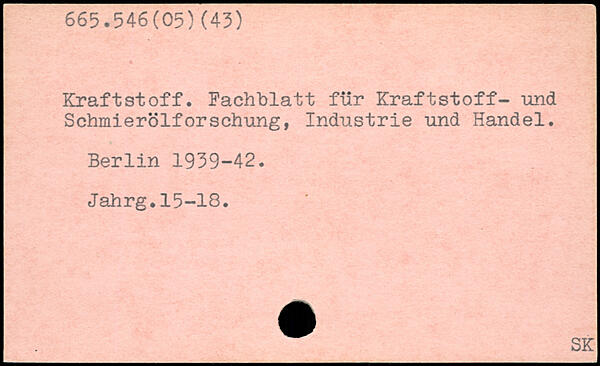 665.546(05)(43)
Kraftstoff. Fachblatt für Kraftstoff- und
Schmierölforschung, Industrie und Handel.
Berlin 1939-42.
Jahrg.15-18.
SK